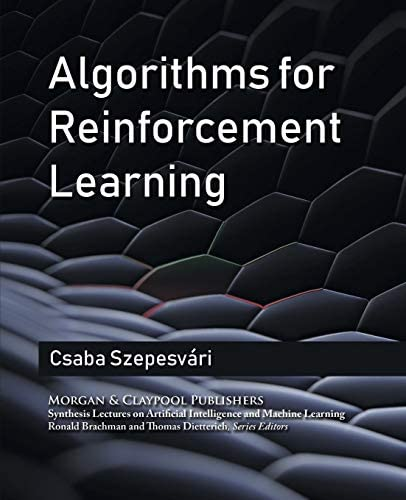 Algorithms for
Reinforcement
Learning
Csaba Szepesvári
MORGAN & CLAYPOOL PUBLISHERS
Synthesis Lectures on Artificial Intelligence and Machine Learning
Ronald Brachman and Thomas Dietterich, Series Editors